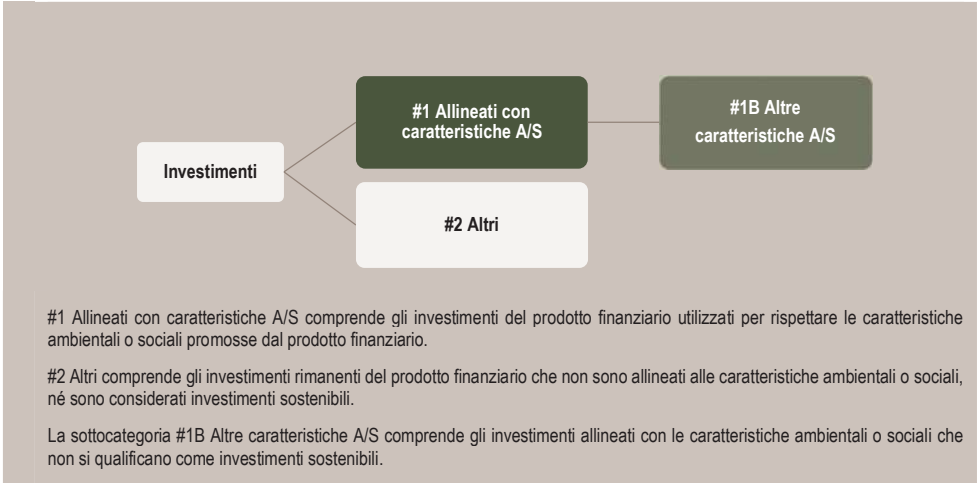 #1 Allineati con
caratteristiche A/S
#1B Altre
caratteristiche A/S
Investimenti
#2 Altri
#1 Allineati con caratteristiche A/S comprende gli investimenti del prodotto finanziario utilizzati per rispettare le caratteristiche
ambientali o sociali promosse dal prodotto finanziario.
#2 Altri comprende gli investimenti rimanenti del prodotto finanziario che non sono allineati alle caratteristiche ambientali o sociali,
né sono considerati investimenti sostenibili.
La sottocategoria #1B Altre caratteristiche A/S comprende gli investimenti allineati con le caratteristiche ambientali o sociali che
non si qualificano come investimenti sostenibili.